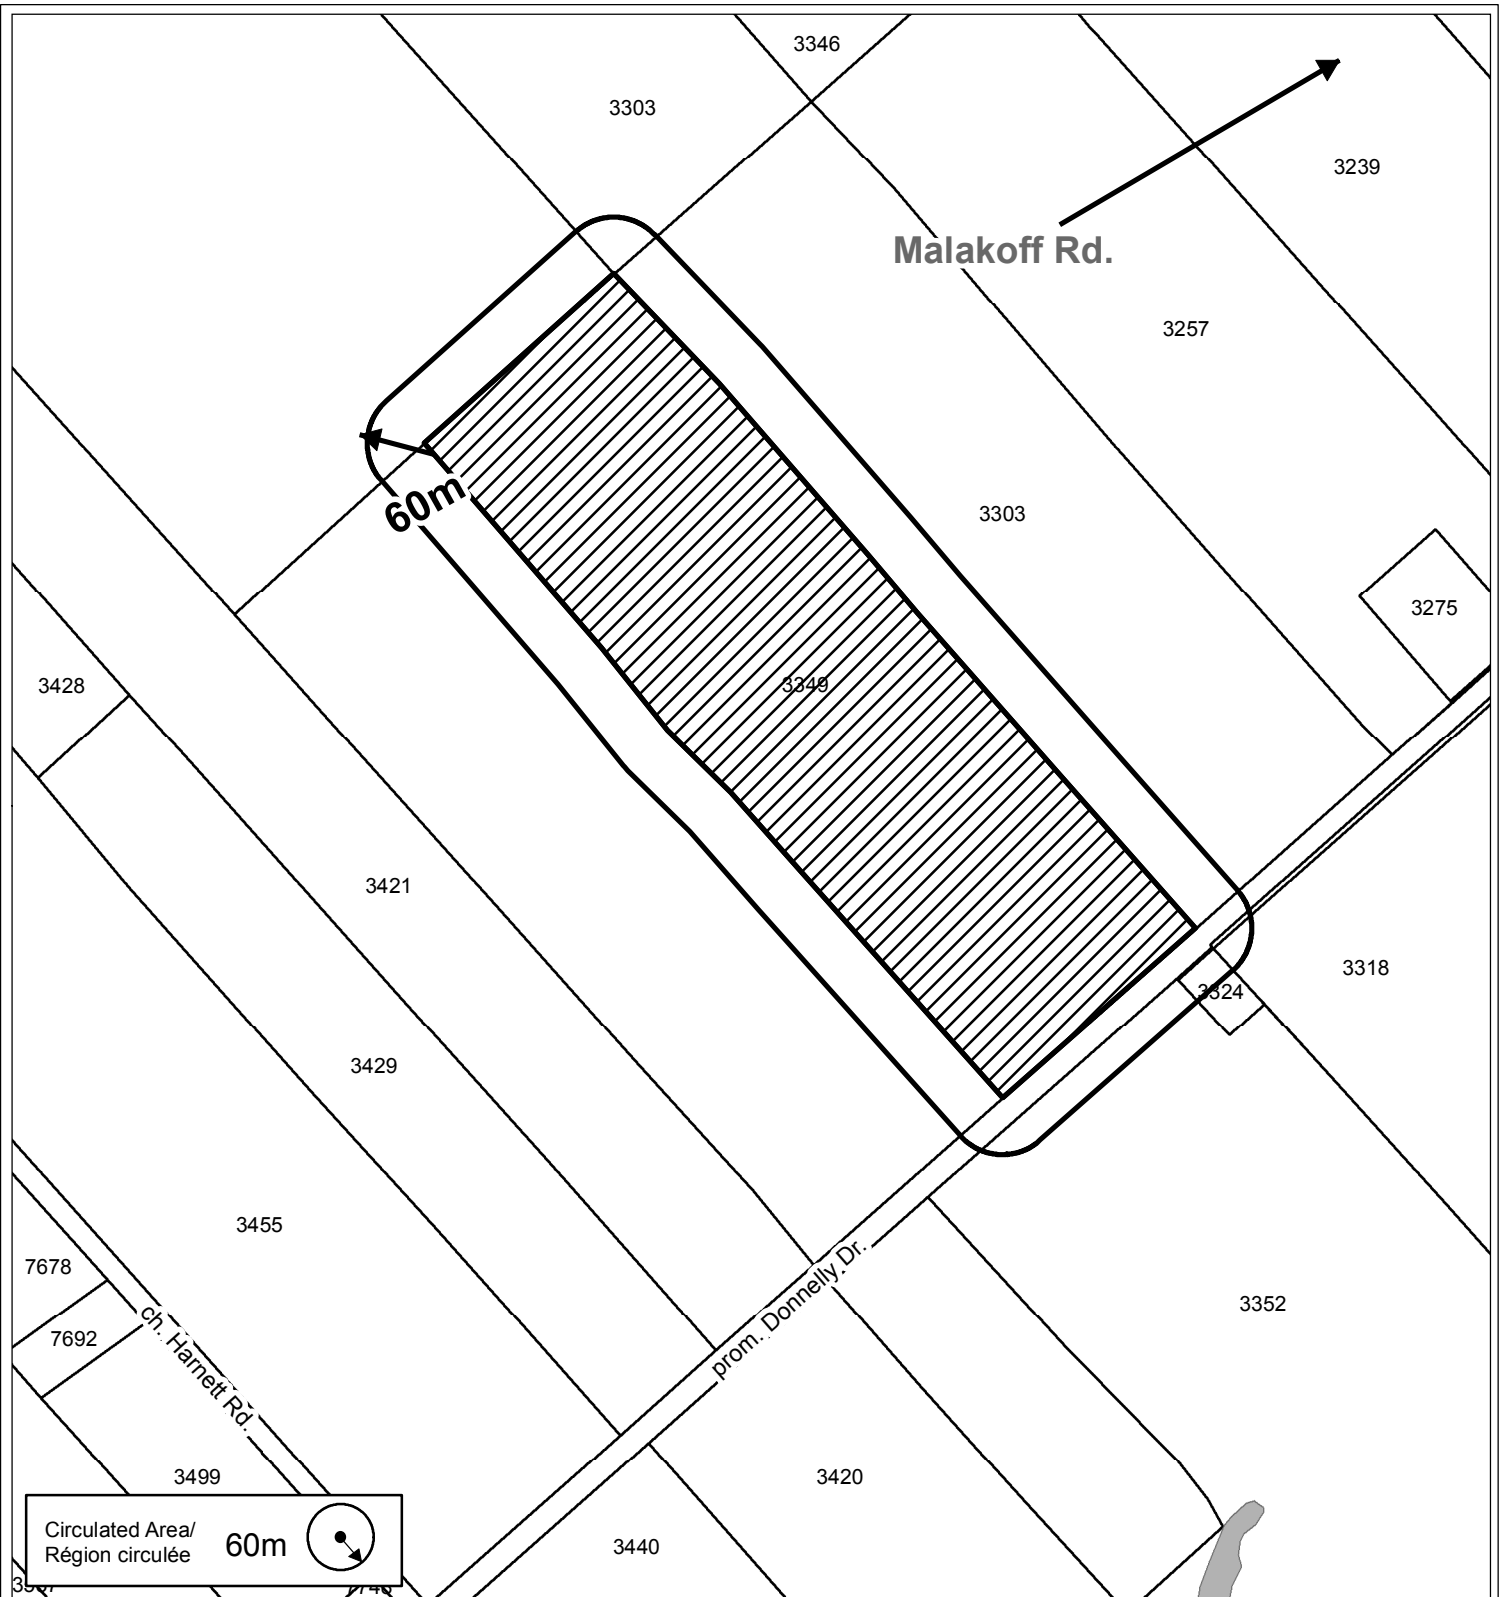 3346
3303
3239
Malakoff Rd.
3257
60m
3303
3275
3349
3428
3421
3318
3324
3429
3455
7678
prom. Donnelly Dr.
3352
7692
ch. Harnett Rd.
3499
3420
Circulated Area/
Région circulée
60m
3440